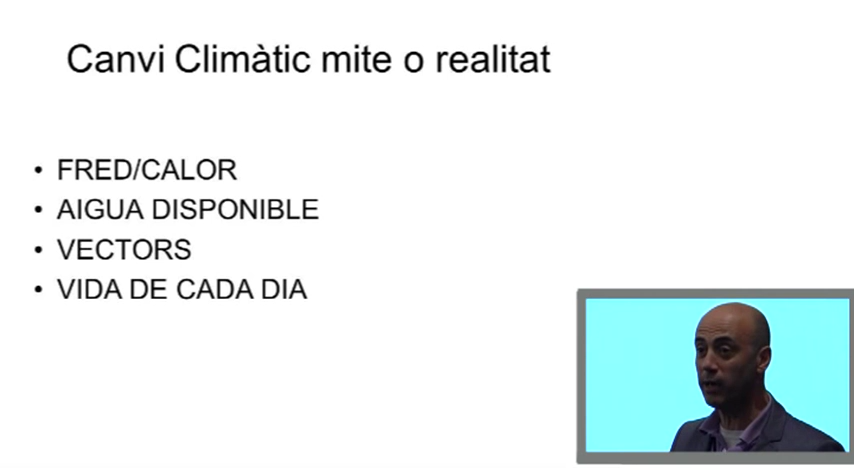 Canvi Climàtic mite o realitat
• FRED/CALOR
• AIGUA DISPONIBLE
• VECTORS
• VIDA DE CADA DIA